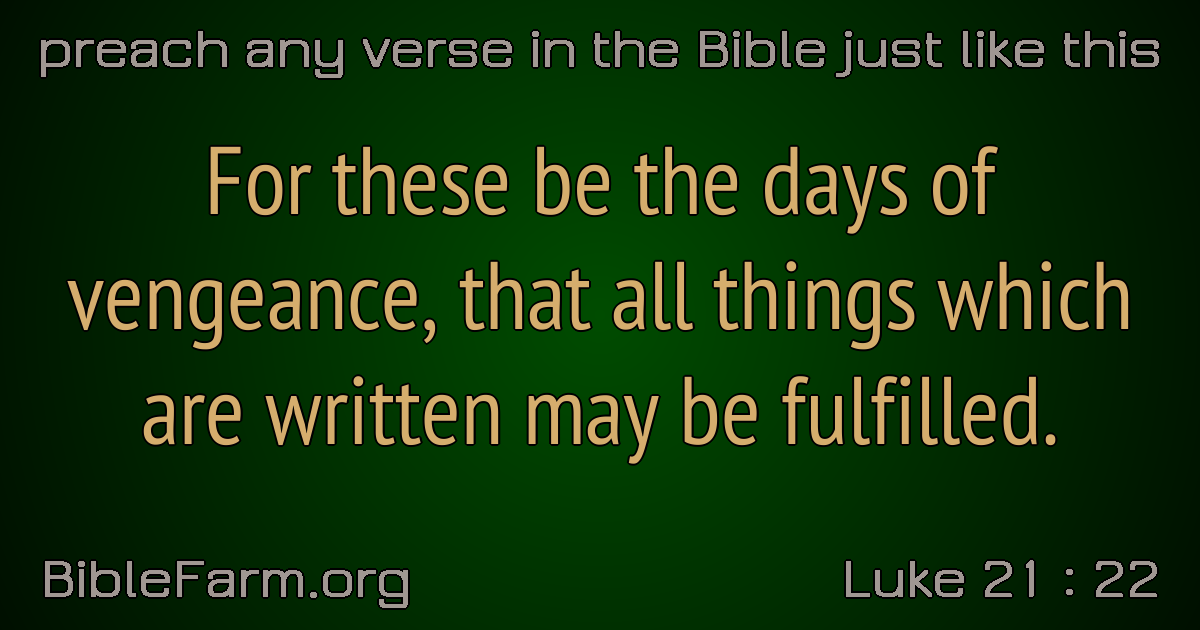 preach any verse in the Bible just like this
For these be the days of
vengeance, that all things which
are written may be fulfilled.
BibleFarm.org
Luke 21 : 22